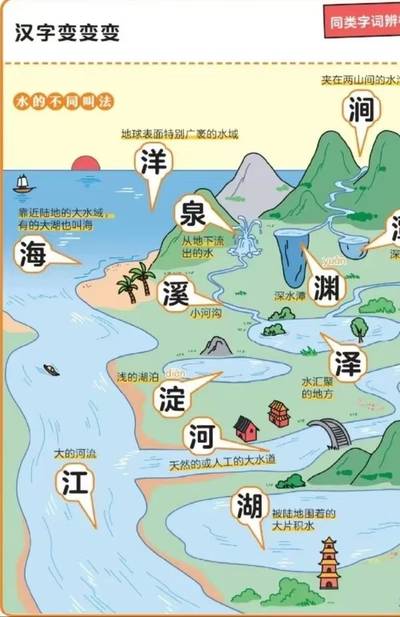 汉字变变变
同类字词辨
水的不同叫法
夹在两山间的水
涧
地球表面特别广袤的水域
洋
靠近陆地的大水域，
有的大湖也叫海
海
泉
从地下流
出的水
yuān
渊
深水潭
深
溪
小河沟
泽
水汇聚
的地方
浅的湖泊
diàn
淀
河
天然的或人工的大水道
大的河流
江
湖
被陆地围着的
大片积水